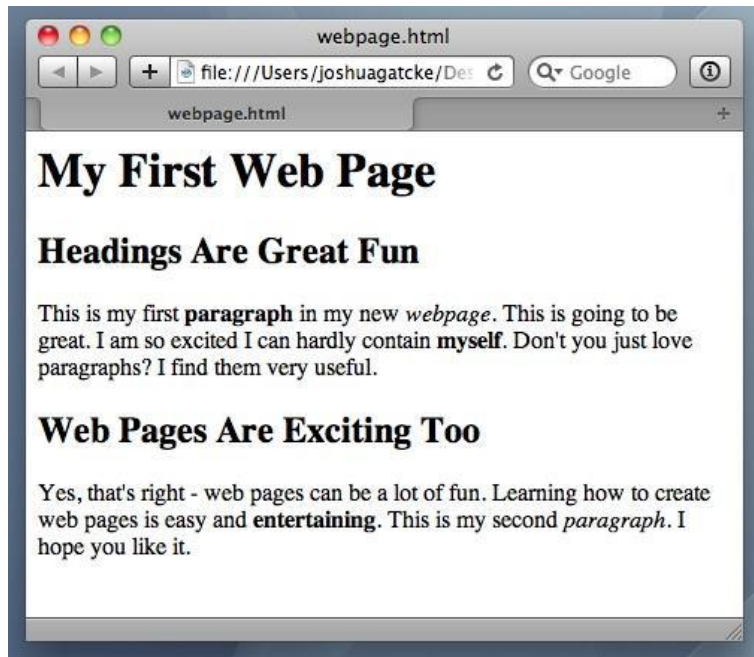 webpage.html
file:///Users/joshuagatcke/Des
Google
webpage.html
My First Web Page
Headings Are Great Fun
This is my first paragraph in my new webpage. This is going to be
great. I am so excited I can hardly contain myself. Don't you just love
paragraphs? I find them very useful.
Web Pages Are Exciting Too
Yes, that's right - web pages can be a lot of fun. Learning how to create
web pages is easy and entertaining. This is my second paragraph. I
hope you like it.